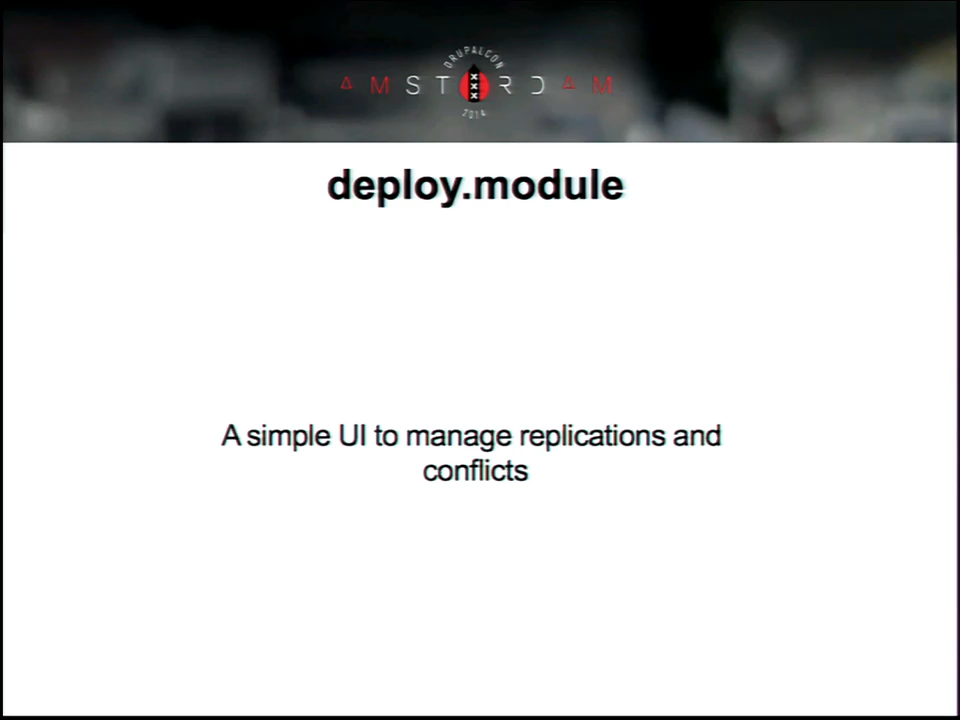 DRUPALCON
AMSTERDAM
2014
deploy.module
A simple UI to manage replications and
conflicts